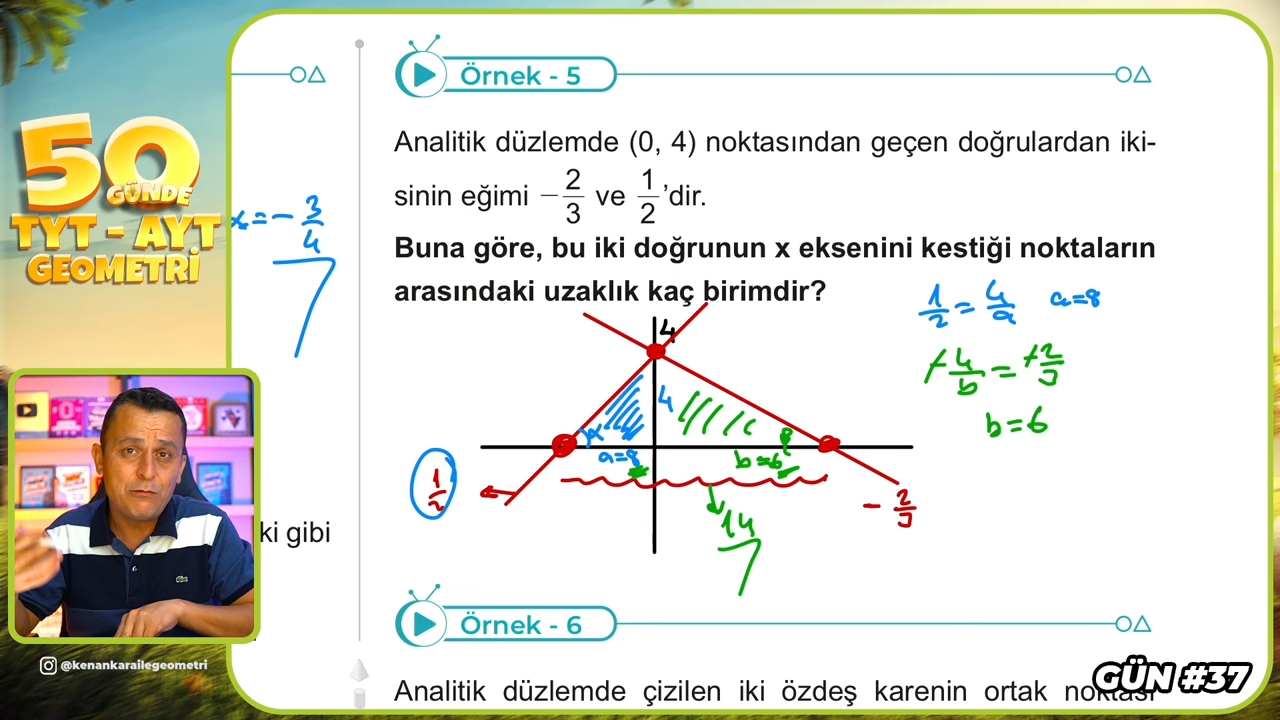 50
GÜNDE
TYT - AYT
GEOMETRİ
x = - 3/4
ki gibi
@kenankarailegeometri
Örnek - 5
Analitik düzlemde (0, 4) noktasından geçen doğrulardan iki-
sinin eğimi -2/3 ve 1/2'dir.
Buna göre, bu iki doğrunun x eksenini kestiği noktaların
arasındaki uzaklık kaç birimdir?
1/2 = 4/a a=8
4/b = 2/3
b=6
4
4
a=8
b=6
1/2
- 2/3
14
Örnek - 6
Analitik düzlemde çizilen iki özdeş karenin ortak noktası
GÜN #37